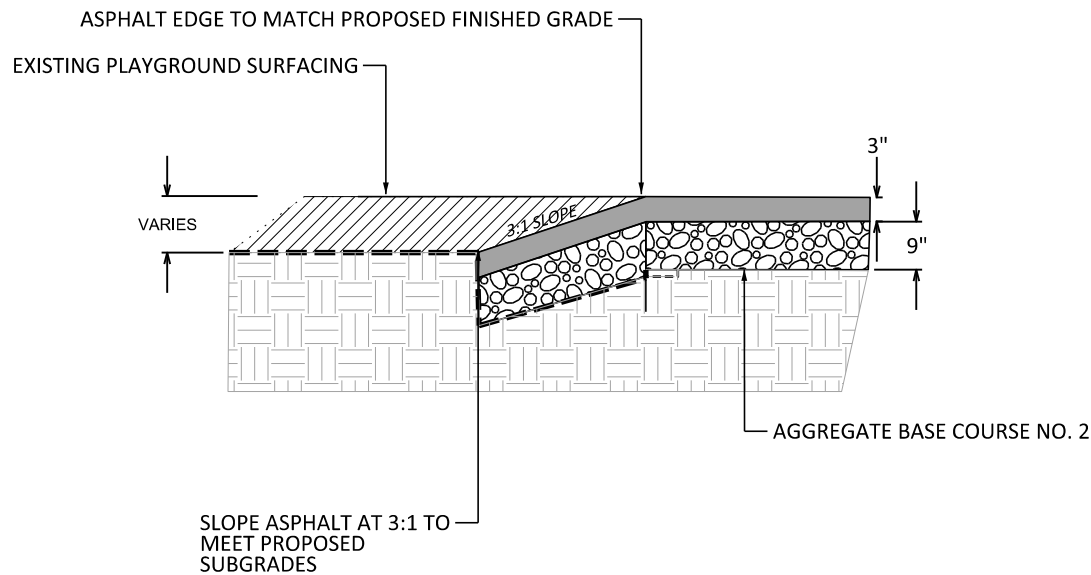 ASPHALT EDGE TO MATCH PROPOSED FINISHED GRADE
EXISTING PLAYGROUND SURFACING
3"
VARIES
3:1 SLOPE
9"
AGGREGATE BASE COURSE NO. 2
SLOPE ASPHALT AT 3:1 TO
MEET PROPOSED
SUBGRADES